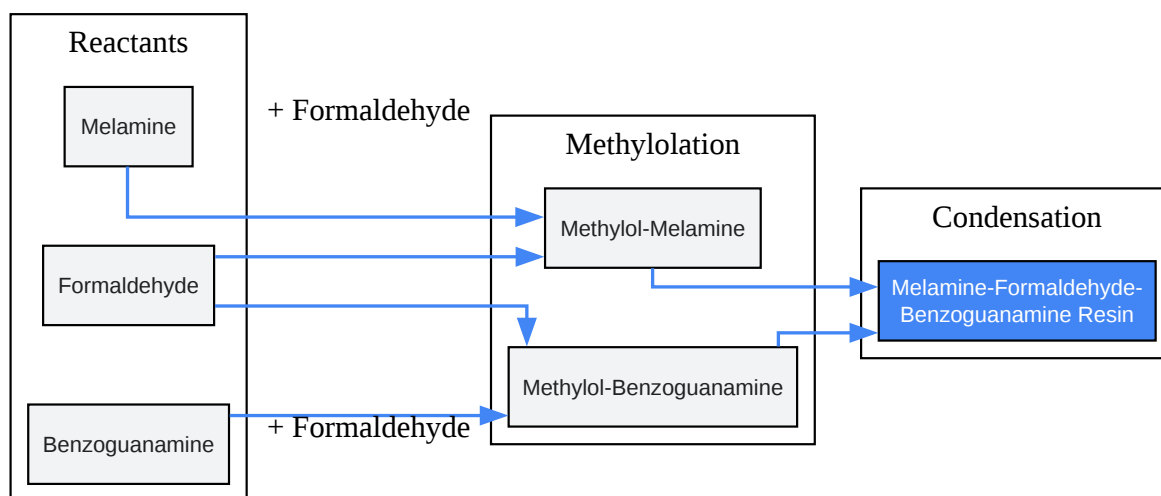 Reactants
Melamine
Formaldehyde
Benzoguanamine
+ Formaldehyde
+ Formaldehyde
Methylolation
Methylol-Melamine
Methylol-Benzoguanamine
Condensation
Melamine-Formaldehyde-
Benzoguanamine Resin